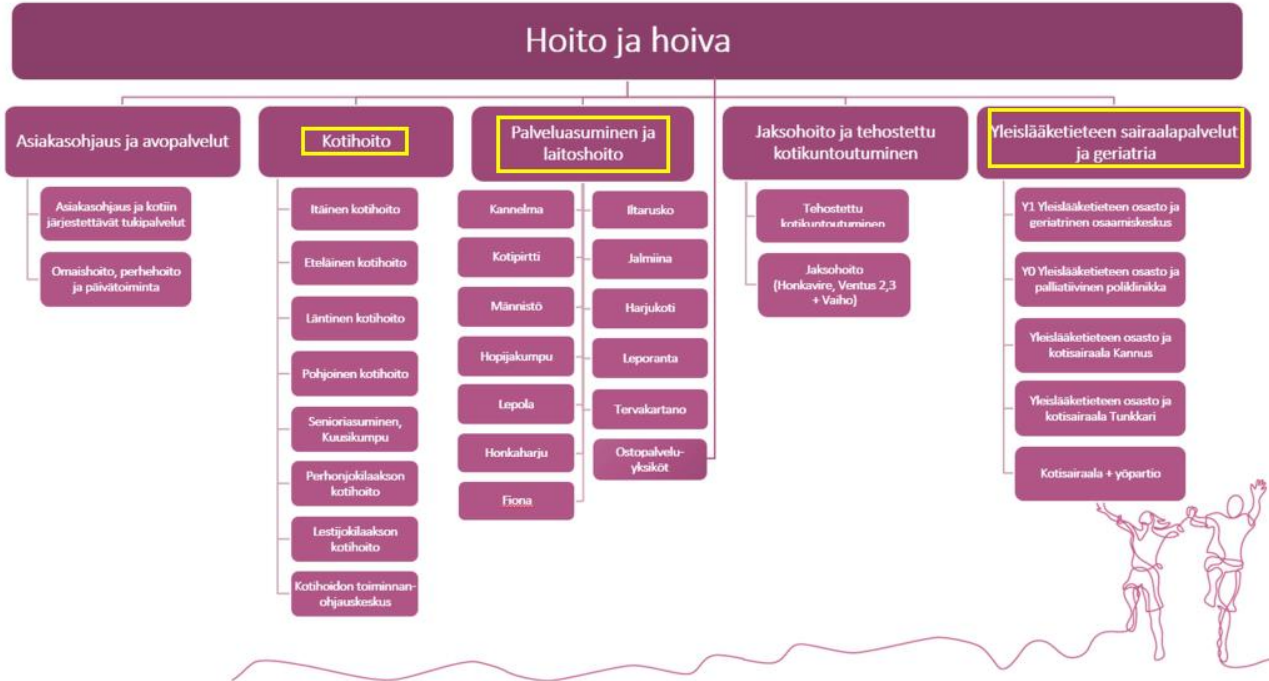 Hoito ja hoiva
Asiakasohjaus ja avopalvelut
Asiakasohjaus ja kotiin
järjestettävät tukipalvelut
Omaishoito, perhehoito
ja päivätoiminta
Kotihoito
Itäinen kotihoito
Eteläinen kotihoito
Läntinen kotihoito
Pohjoinen kotihoito
Senioriasuminen,
Kuusikumpu
Perhonjokilaakson
kotihoito
Lestijokilaakson
kotihoito
Kotihoidon toiminnan-
ohjauskeskus
Palveluasuminen ja
laitoshoito
Kannelma
Kotipirtti
Männistö
Hopijakumpu
Lepola
Honkaharju
Fiona
Iltarusko
Jalmiina
Harjukoti
Leporanta
Tervakartano
Ostopalvelu-
yksiköt
Jaksohoito ja tehostettu
kotikuntoutuminen
Tehostettu
kotikuntoutuminen
Jaksohoito
(Honkavire, Ventus 2,3
+ Vaiho)
Yleislääketieteen sairaalapalvelut
ja geriatria
Y1 Yleislääketieteen osasto ja
geriatrinen osaamiskeskus
Y0 Yleislääketieteen osasto ja
palliatiivinen poliklinikka
Yleislääketieteen osasto ja
kotisairaala Kannus
Yleislääketieteen osasto ja
kotisairaala Tunkkari
Kotisairaala + yöpartio